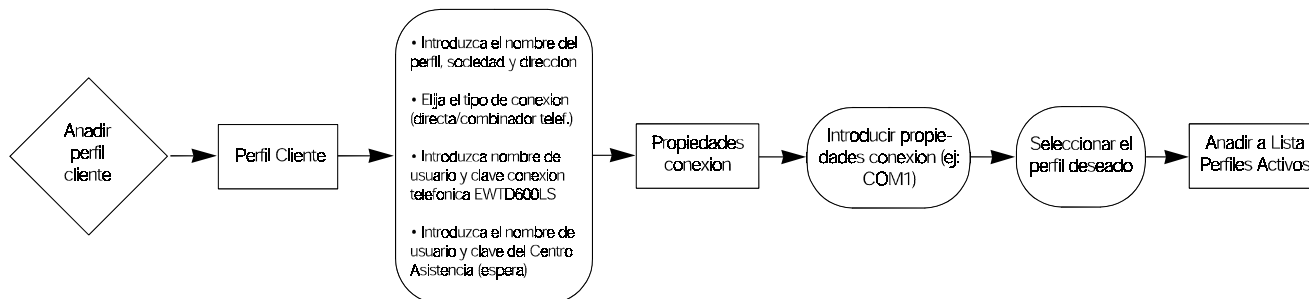 Anadir
perfil
cliente
Perfil Cliente
• Introduzca el nombre del
perfil, sociedad y direccion
• Elija el tipo de conexion
(directa/combinador telef.)
• Introduzca nombre de
usuario y clave conexion
telefonica EWTD600LS
• Introduzca el nombre de
usuario y clave del Centro
Asistencia (espera)
Propiedades
conexion
Introducir propie-
dades conexion (ej:
COM1)
Seleccionar el
perfil deseado
Anadir a Lista
Perfiles Activos